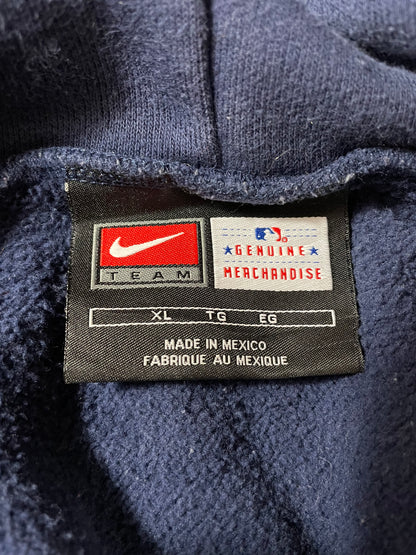 TEAM
GENUINE
MERCHANDISE
XL TG EG
MADE IN MEXICO
FABRIQUE AU MEXIQUE